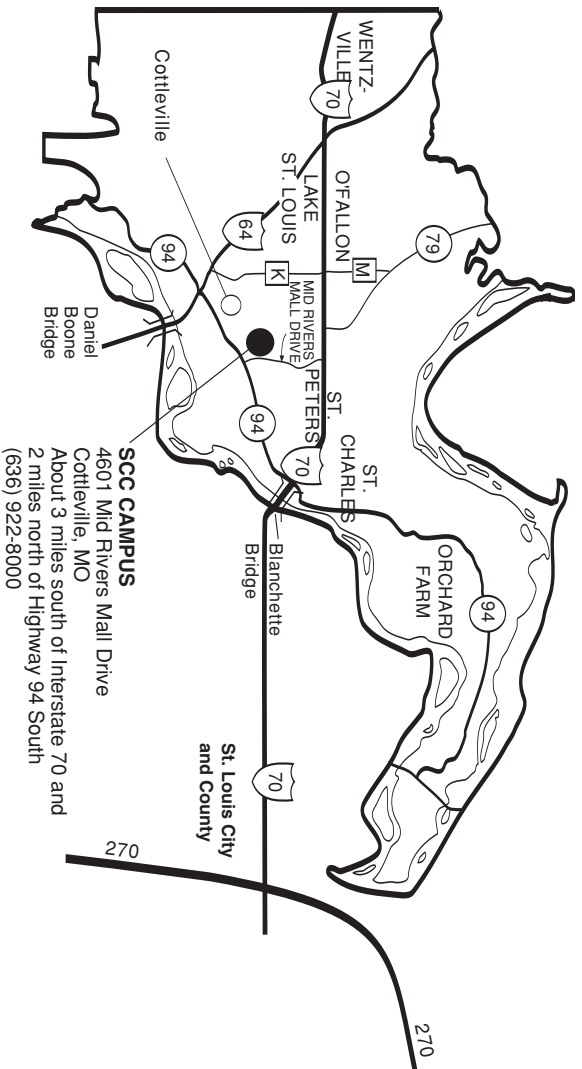 WENTZ-
VILLE
70
O'FALLON
LAKE
ST. LOUIS
79
M
K
64
94
Cottleville
MID RIVERS
MALL DRIVE
ST.
PETERS
94
70
ST.
CHARLES
ORCHARD
FARM
94
Daniel
Boone
Bridge
Blanchette
Bridge
SCC CAMPUS
4601 Mid Rivers Mall Drive
Cottleville, MO
About 3 miles south of Interstate 70 and
2 miles north of Highway 94 South
(636) 922-8000
70
St. Louis City
and County
270
270